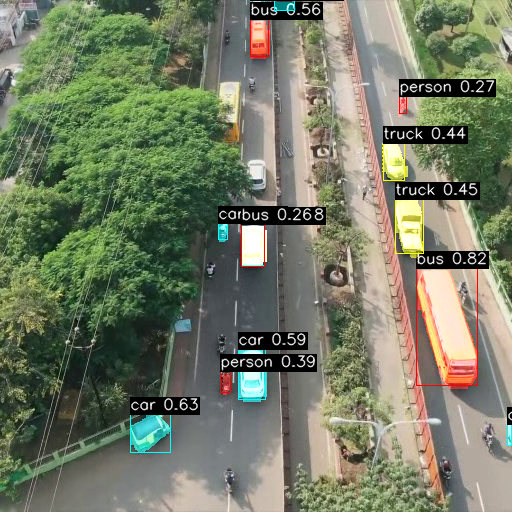 bus 0.56
person 0.27
truck 0.44
truck 0.45
bus 0.268
bus 0.82
car 0.59
person 0.39
car 0.63